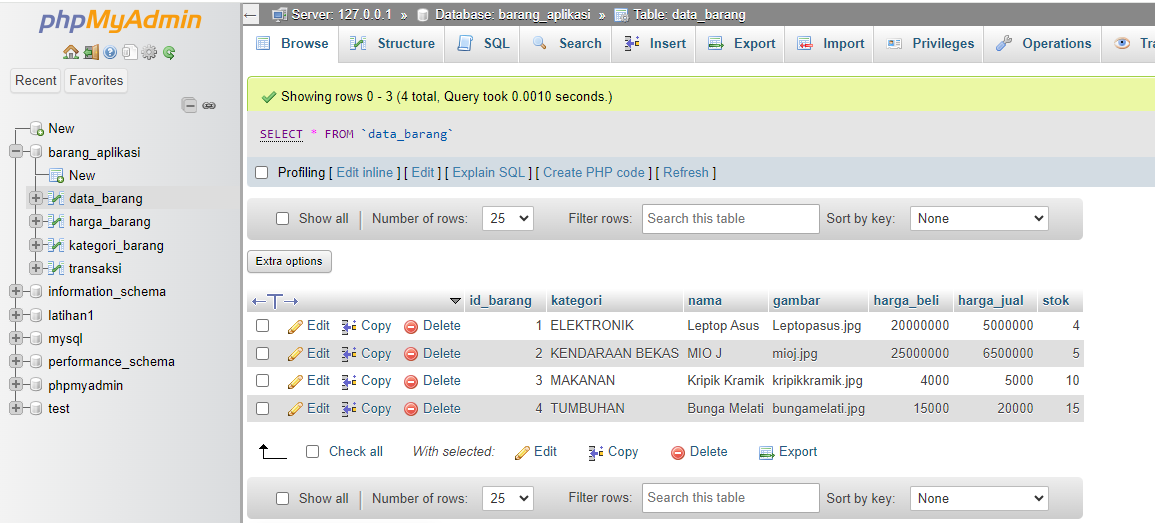 phpMyAdmin
Recent Favorites
New
barang_aplikasi
New
data_barang
harga_barang
kategori_barang
transaksi
information_schema
latihan1
mysql
performance_schema
phpmyadmin
test
Server: 127.0.0.1 » Database: barang_aplikasi » Table: data_barang
Browse Structure SQL Search Insert Export Import Privileges Operations
Showing rows 0 - 3 (4 total, Query took 0.0010 seconds.)
SELECT * FROM `data_barang`
Profiling [ Edit inline ] [ Edit ] [ Explain SQL ] [ Create PHP code ] [ Refresh ]
Show all Number of rows: 25 Filter rows: Search this table Sort by key: None
Extra options
←T→ id_barang kategori nama gambar harga_beli harga_jual stok
Edit Copy Delete 1 ELEKTRONIK Leptop Asus Leptopasus.jpg 20000000 5000000 4
Edit Copy Delete 2 KENDARAAN BEKAS MIO J mioj.jpg 25000000 6500000 5
Edit Copy Delete 3 MAKANAN Kripik Kramik kripikkramik.jpg 4000 5000 10
Edit Copy Delete 4 TUMBUHAN Bunga Melati bungamelati.jpg 15000 20000 15
Check all With selected: Edit Copy Delete Export
Show all Number of rows: 25 Filter rows: Search this table Sort by key: None